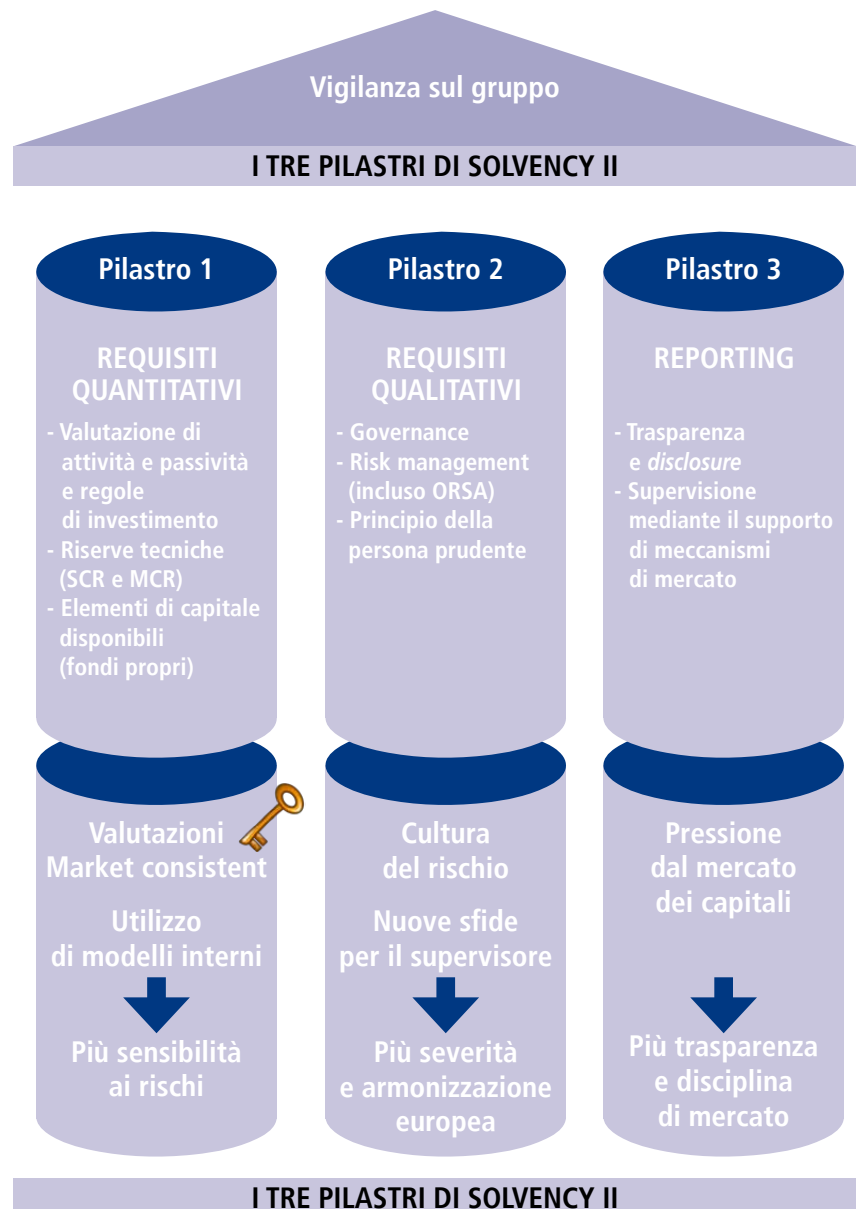 Vigilanza sul gruppo
I TRE PILASTRI DI SOLVENCY II
Pilastro 1
REQUISITI
QUANTITATIVI
- Valutazione di
attività e passività
e regole
di investimento
- Riserve tecniche
(SCR e MCR)
- Elementi di capitale
disponibili
(fondi propri)
Valutazioni
Market consistent
Utilizzo
di modelli interni
Più sensibilità
ai rischi
Pilastro 2
REQUISITI
QUALITATIVI
- Governance
- Risk management
(incluso ORSA)
- Principio della
persona prudente
Cultura
del rischio
Nuove sfide
per il supervisore
Più severità
e armonizzazione
europea
Pilastro 3
REPORTING
- Trasparenza
e disclosure
- Supervisione
mediante il supporto
di meccanismi
di mercato
Pressione
dal mercato
dei capitali
Più trasparenza
e disciplina
di mercato
I TRE PILASTRI DI SOLVENCY II